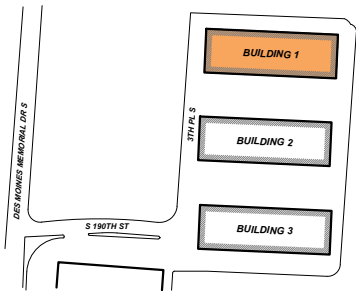 BUILDING 1
3TH PL S
DES MOINES MEMORIAL DR S
BUILDING 2
S 190TH ST
BUILDING 3